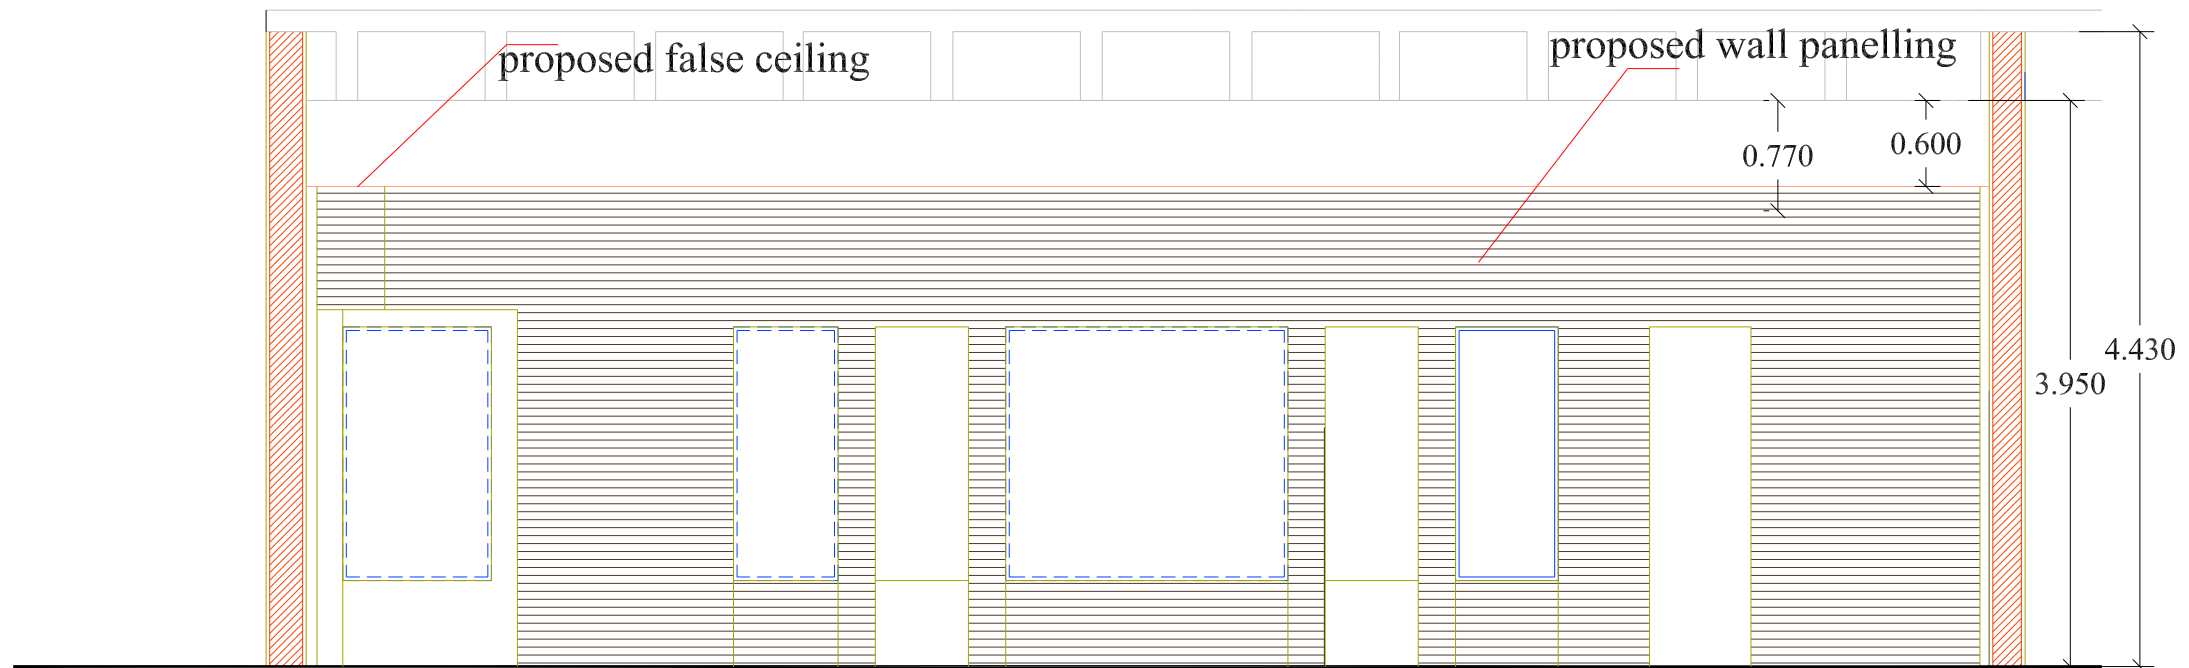 proposed false ceiling
proposed wall panelling
0.770
0.600
4.430
3.950